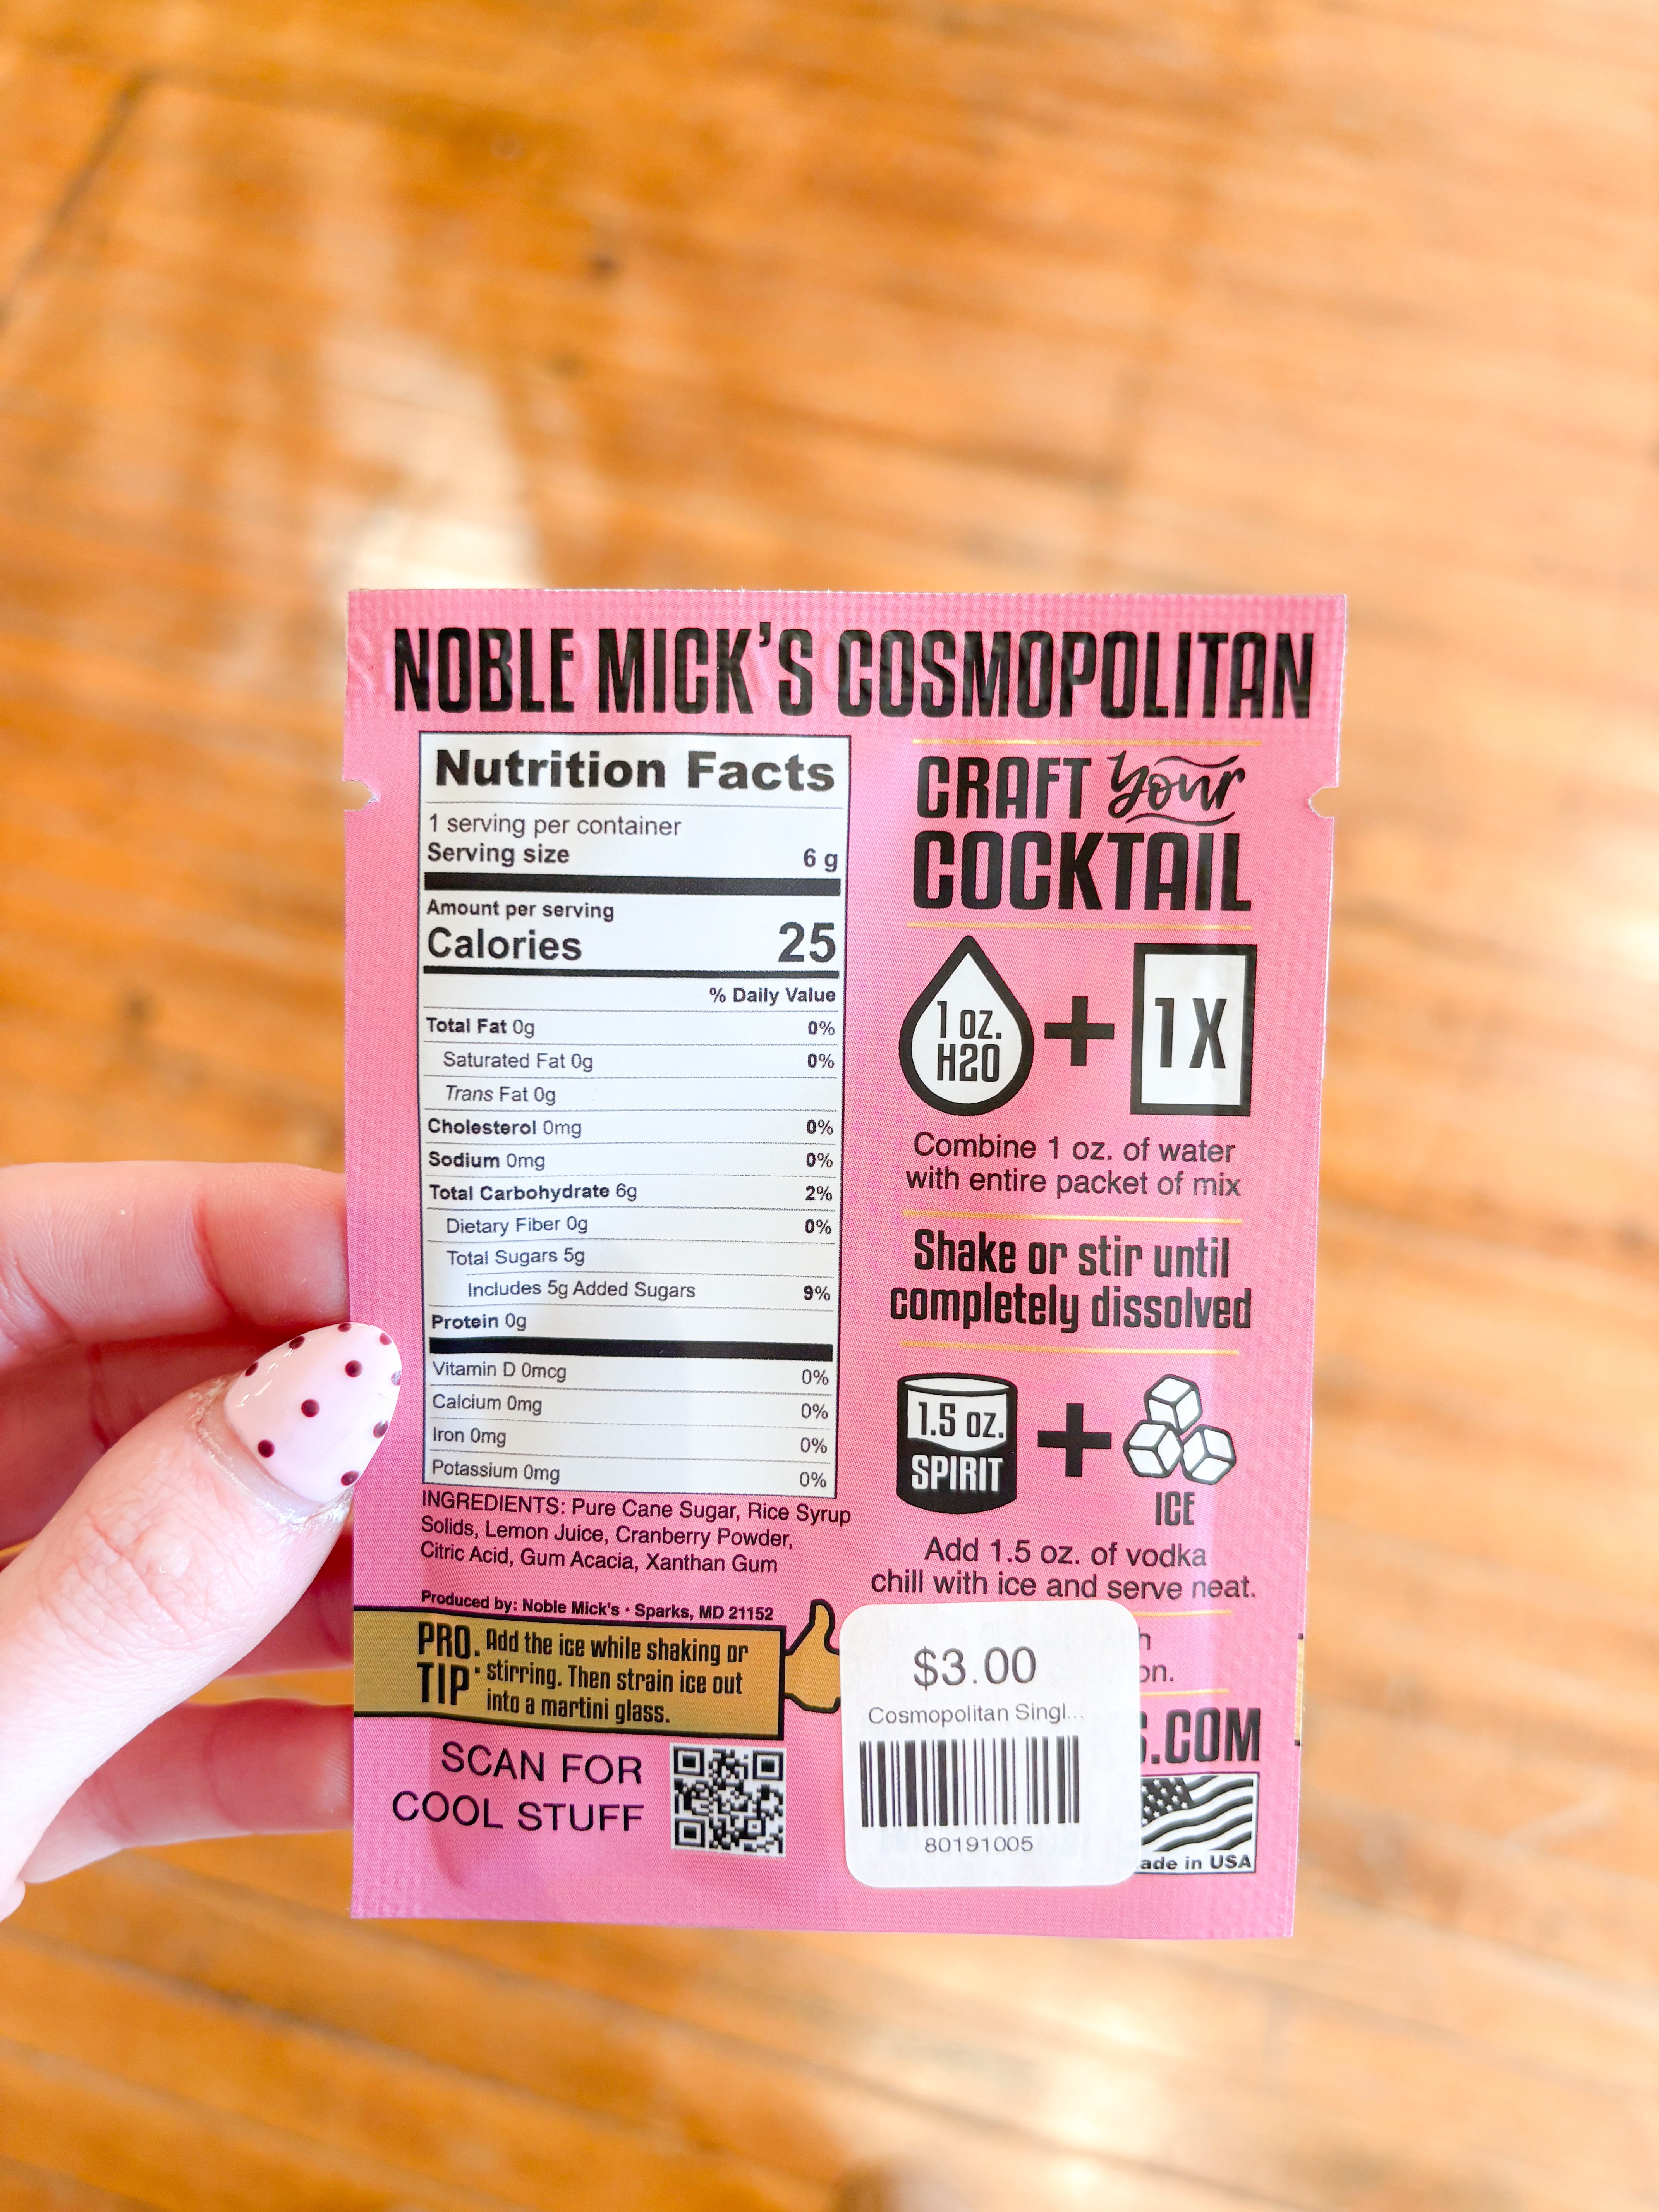 NOBLE MICK'S COSMOPOLITAN
Nutrition Facts
1 serving per container
Serving size 6 g
Amount per serving
Calories 25
% Daily Value
Total Fat 0g 0%
Saturated Fat 0g 0%
Trans Fat 0g
Cholesterol 0mg 0%
Sodium 0mg 0%
Total Carbohydrate 6g 2%
Dietary Fiber 0g 0%
Total Sugars 5g
Includes 5g Added Sugars 9%
Protein 0g
Vitamin D 0mcg 0%
Calcium 0mg 0%
Iron 0mg 0%
Potassium 0mg 0%
INGREDIENTS: Pure Cane Sugar, Rice Syrup
Solids, Lemon Juice, Cranberry Powder,
Citric Acid, Gum Acacia, Xanthan Gum
Produced by: Noble Mick's • Sparks, MD 21152
PRO. TIP: Add the ice while shaking or
stirring. Then strain ice out
into a martini glass.
SCAN FOR
COOL STUFF
CRAFT your
COCKTAIL
1 OZ.
H2O
+
1X
Combine 1 oz. of water
with entire packet of mix
Shake or stir until
completely dissolved
1.5 OZ.
SPIRIT
+
ICE
Add 1.5 oz. of vodka
chill with ice and serve neat.
.COM
ade in USA
$3.00
Cosmopolitan Singl...
80191005